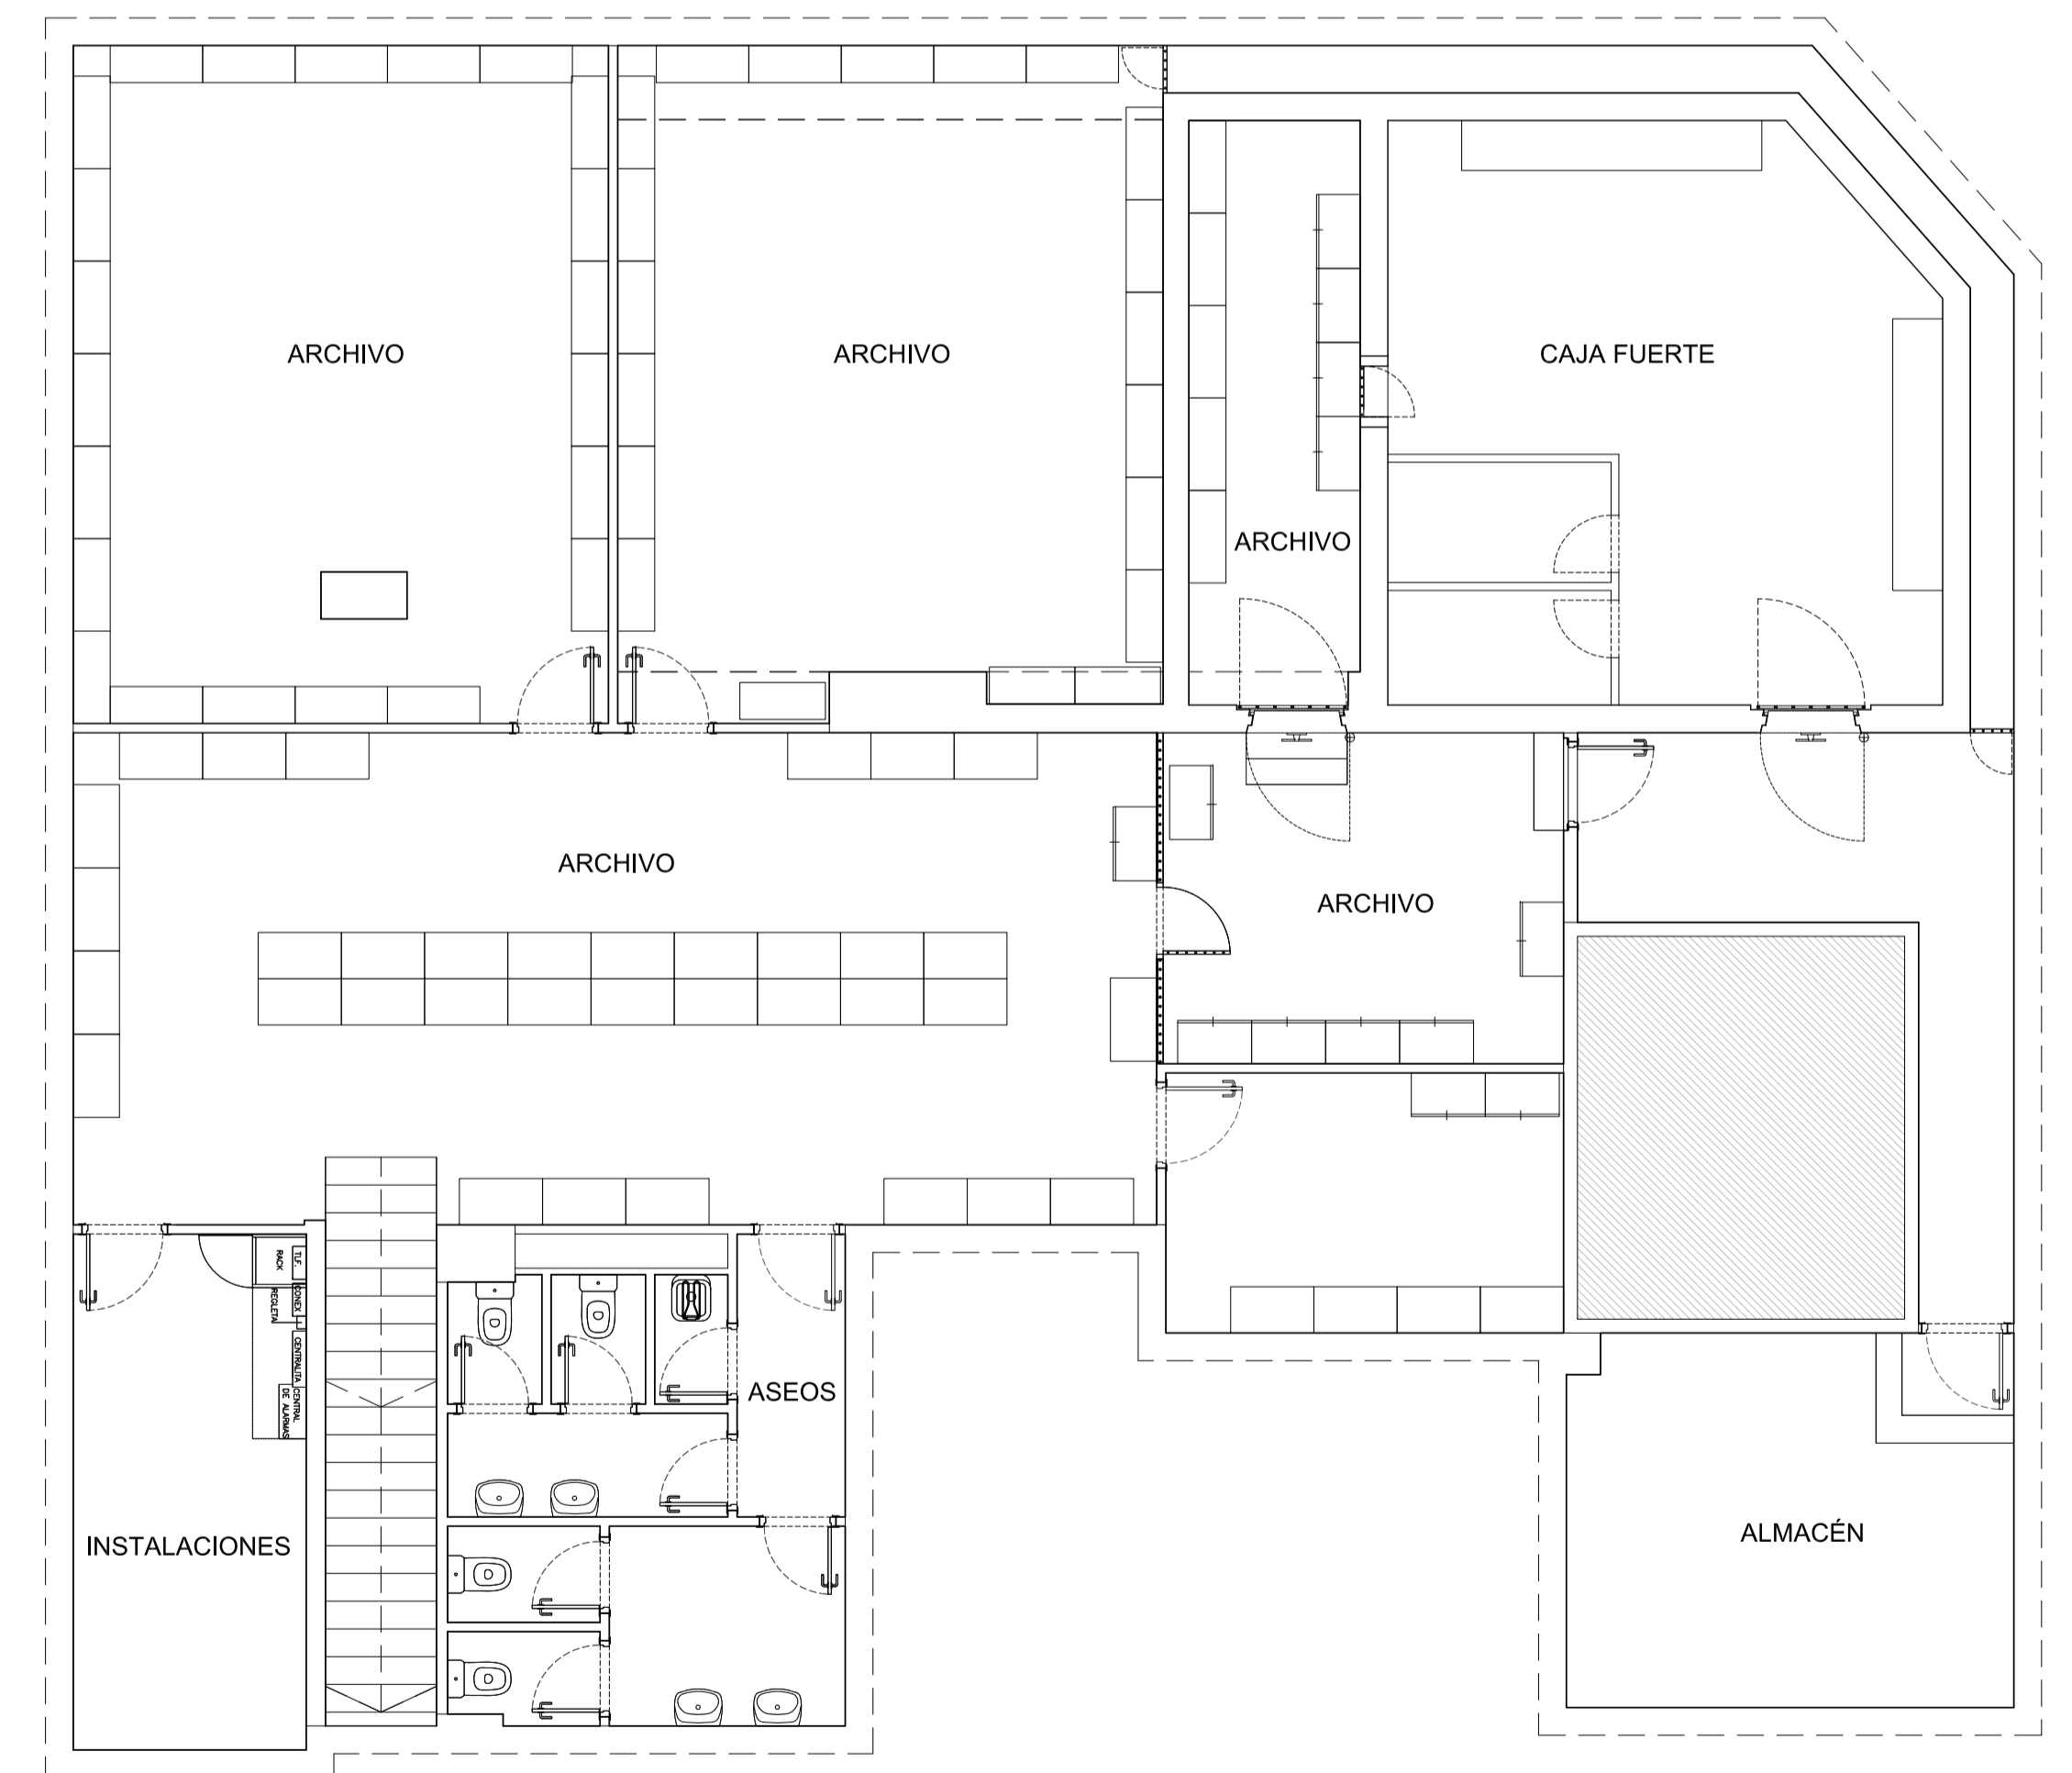 ARCHIVO
ARCHIVO
CAJA FUERTE
ARCHIVO
ARCHIVO
ARCHIVO
TLF.
RACK
CONEX
REGLETA
CENTRALITA
CENTRAL
DE ALARMAS
ASEOS
INSTALACIONES
ALMACÉN